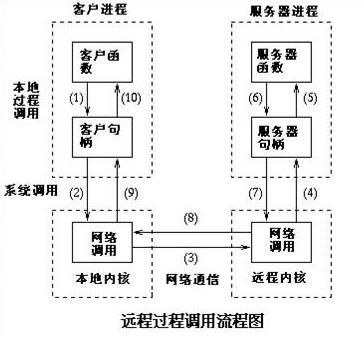 客户进程
服务器进程
客户函
数
服务器
函数
(1)
(10)
(6)
(5)
本地
过程
调用
客户句
柄
服务器
句柄
系统调用
(2)
(9)
(7)
(4)
(8)
网络
调用
网络
调用
(3)
本地内核
网络通信
远程内核
远程过程调用流程图